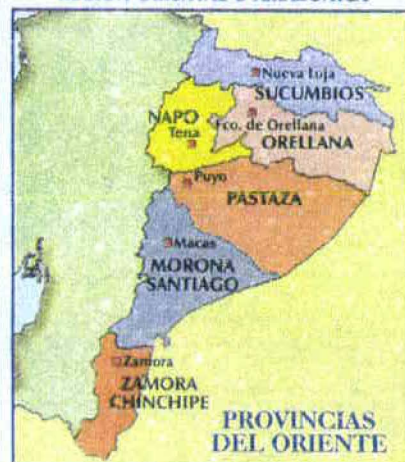 Nueva Loja
SUCUMBIOS
NAPO
Tena
Fco. de Orellana
ORELLANA
Puyo
PASTAZA
Macas
MORONA
SANTIAGO
Zamora
ZAMORA
CHINCHIPE
PROVINCIAS
DEL ORIENTE